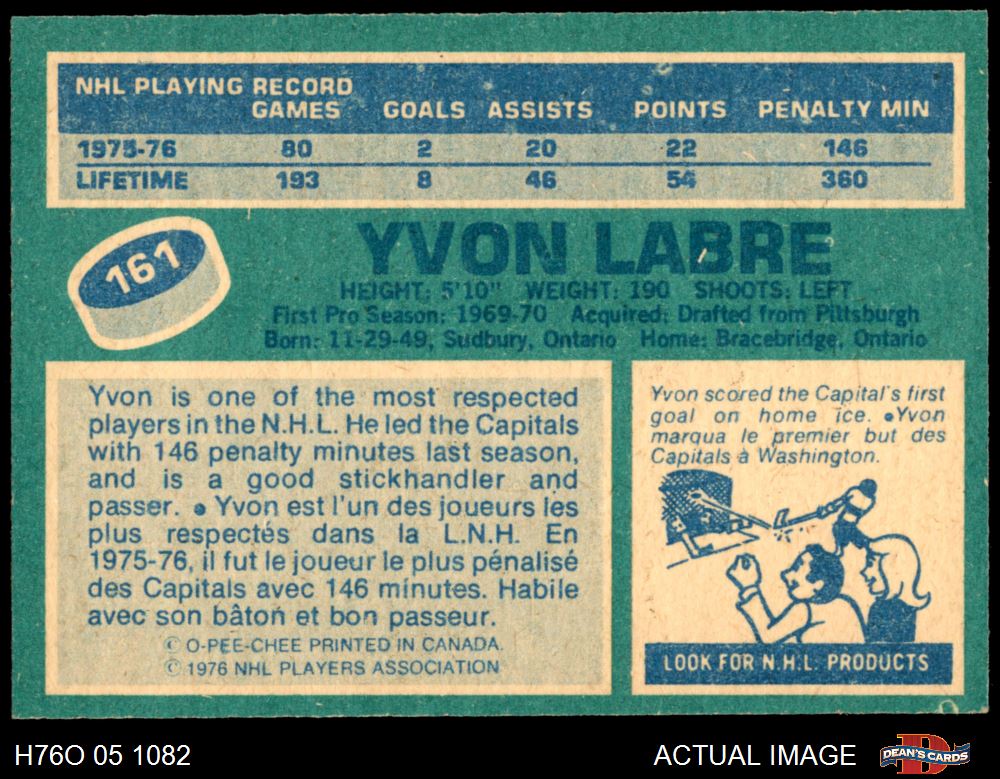 NHL PLAYING RECORD
GAMES GOALS ASSISTS POINTS PENALTY MIN
1975-76 80 2 20 22 146
LIFETIME 193 8 46 54 360
161
YVON LABRE
HEIGHT: 5'10" WEIGHT: 190 SHOOTS: LEFT
First Pro Season: 1969-70 Acquired: Drafted from Pittsburgh
Born: 11-29-49, Sudbury, Ontario Home: Bracebridge, Ontario
Yvon is one of the most respected
players in the N.H.L. He led the Capitals
with 146 penalty minutes last season,
and is a good stickhandler and
passer. • Yvon est l'un des joueurs les
plus respectés dans la L.N.H. En
1975-76, il fut le joueur le plus pénalisé
des Capitals avec 146 minutes. Habile
avec son bâton et bon passeur.
© O-PEE-CHEE PRINTED IN CANADA.
© 1976 NHL PLAYERS ASSOCIATION
Yvon scored the Capital's first
goal on home ice. •Yvon
marqua le premier but des
Capitals à Washington.
LOOK FOR N.H.L. PRODUCTS
H76O 05 1082
ACTUAL IMAGE
DEAN'S CARDS